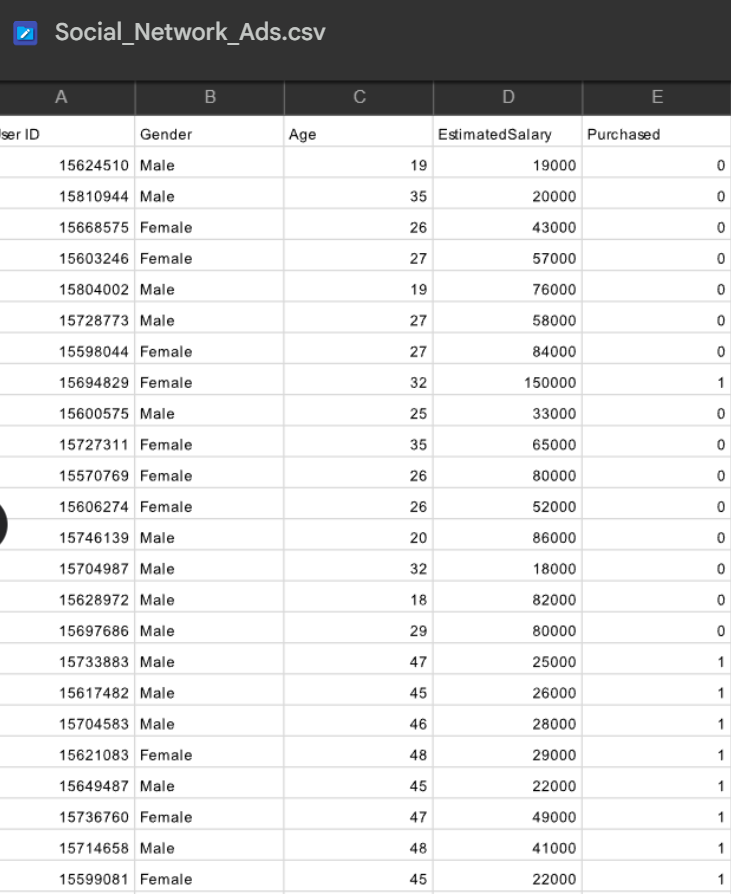 Social_Network_Ads.csv
A B C D E
ser ID Gender Age EstimatedSalary Purchased
15624510 Male 19 19000 0
15810944 Male 35 20000 0
15668575 Female 26 43000 0
15603246 Female 27 57000 0
15804002 Male 19 76000 0
15728773 Male 27 58000 0
15598044 Female 27 84000 0
15694829 Female 32 150000 1
15600575 Male 25 33000 0
15727311 Female 35 65000 0
15570769 Female 26 80000 0
15606274 Female 26 52000 0
15746139 Male 20 86000 0
15704987 Male 32 18000 0
15628972 Male 18 82000 0
15697686 Male 29 80000 0
15733883 Male 47 25000 1
15617482 Male 45 26000 1
15704583 Male 46 28000 1
15621083 Female 48 29000 1
15649487 Male 45 22000 1
15736760 Female 47 49000 1
15714658 Male 48 41000 1
15599081 Female 45 22000 1